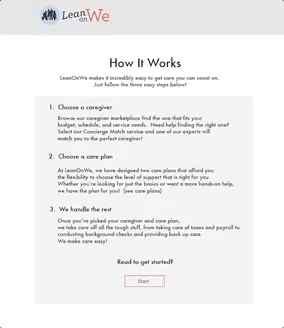 Lean
on We
How It Works
LeanOnWe makes it incredibly easy to get care you can count on.
Just follow the three easy steps below!
1. Choose a caregiver
Browse our caregiver marketplace find the one that fits your
budget, schedule, and service needs. Need help finding the right one?
Select our Concierge Match service and one of our experts will
match you to the perfect caregiver!
2. Choose a care plan
At LeanOnWe, we have designed two care plans that afford you
the flexibility to choose the level of support that is right for you.
Whether you're looking for just the basics or want a more hands-on help,
we have the plan for you! (see care plans)
3. We handle the rest
Once you've picked your caregiver and care plan,
we take care off all the tough stuff, from taking care of taxes and payroll to
conducting background checks and providing back up care.
We make care easy!
Ready to get started?
Start